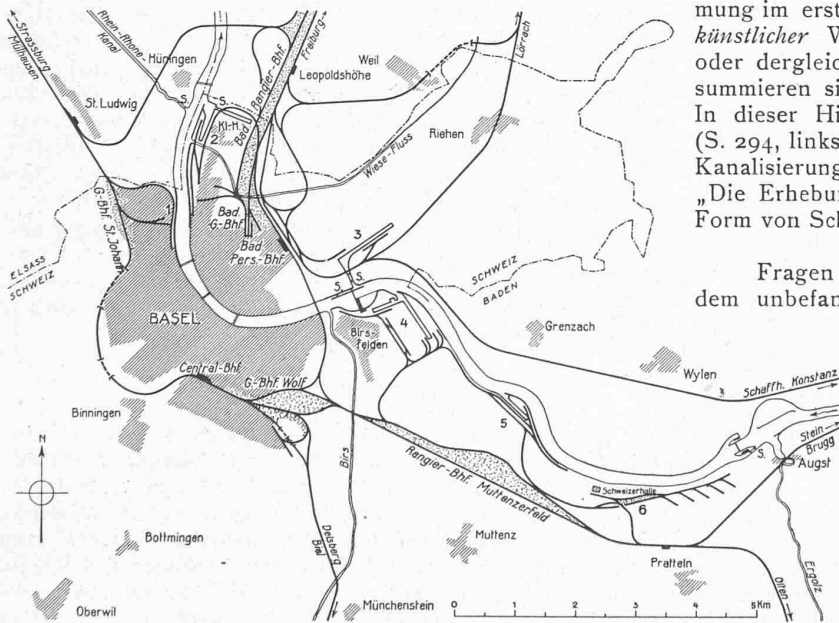 Strassburg
Mülhausen
Rhein-Rhone-
Kanal
Hüningen
St. Ludwig
S.
S.
Kl-H.
2
Bad. Rangier-Bhf.
Freiburg
Leopoldshöhe
Weil
Lörrach
Riehen
Wiese-Fluss
G-Bhf. St. Johann
1
Bad.
G-Bhf.
Bad.
Pers.-Bhf.
3
S.
S.
ELSASS
SCHWEIZ
SCHWEIZ
BADEN
BASEL
Birs-
felden
4
Grenzach
Wylen
Central-Bhf.
G-Bhf. Wolf
Binningen
Schaffh. Konstanz
Stein-
Brugg
S.
Augst
5
N
Birs
Rangier-Bhf. Muttenzerfeld
Schweizerhalle
6
Bottmingen
Delsberg
Biel
Muttenz
Pratteln
Ergolz
Olten
Oberwil
Münchenstein
0 1 2 3 4 5 Km
mung im erst
künstlicher V
oder dergleic
summieren si
In dieser Hi
(S. 294, links
Kanalisierung
„Die Erhebun
Form von Sch
Fragen
dem unbefan